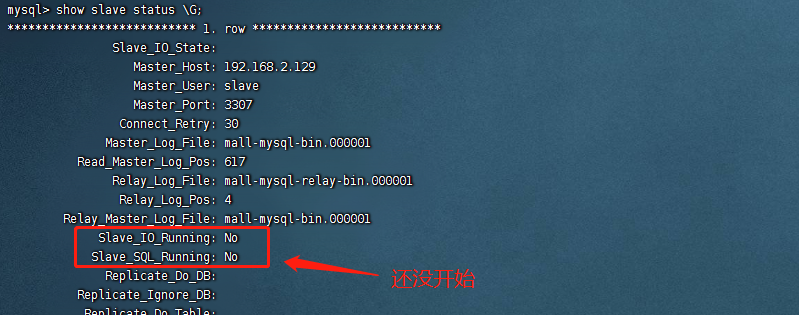 mysql> show slave status \G;
*************************** 1. row ***************************
Slave_IO_State:
Master_Host: 192.168.2.129
Master_User: slave
Master_Port: 3307
Connect_Retry: 30
Master_Log_File: mall-mysql-bin.000001
Read_Master_Log_Pos: 617
Relay_Log_File: mall-mysql-relay-bin.000001
Relay_Log_Pos: 4
Relay_Master_Log_File: mall-mysql-bin.000001
Slave_IO_Running: No
Slave_SQL_Running: No
还没开始
Replicate_Do_DB:
Replicate_Ignore_DB:
Replicate_Do_Table: